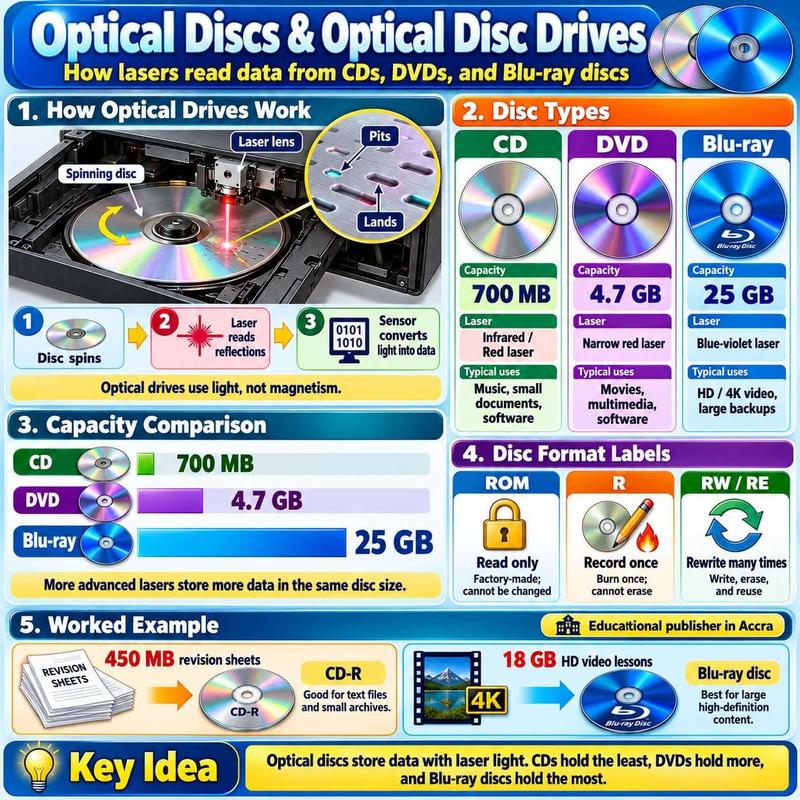 Optical Discs & Optical Disc Drives
How lasers read data from CDs, DVDs, and Blu-ray discs
1. How Optical Drives Work
Laser lens
Pits
Spinning disc
Lands
1
Disc spins
2
Laser
reads
reflections
3
0101
1010
Sensor
converts
light into data
Optical drives use light, not magnetism.
2. Disc Types
CD
Capacity
700 MB
Laser
Infrared /
Red laser
Typical uses
Music, small
documents,
software
DVD
Capacity
4.7 GB
Laser
Narrow red laser
Typical uses
Movies,
multimedia,
software
Blu-ray
Blu-ray Disc
Capacity
25 GB
Laser
Blue-violet laser
Typical uses
HD / 4K video,
large backups
3. Capacity Comparison
CD
700 MB
DVD
4.7 GB
Blu-ray
25 GB
More advanced lasers store more data in the same disc size.
4. Disc Format Labels
ROM
Read only
Factory-made;
cannot be changed
R
Record once
Burn once;
cannot erase
RW / RE
Rewrite many times
Write, erase,
and reuse
5. Worked Example
Educational publisher in Accra
REVISION
SHEETS
450 MB revision sheets
CD-R
CD-R
Good for text files
and small archives.
4K
18 GB HD video lessons
Blu-ray Disc
Blu-ray disc
Best for large
high-definition
content.
Key Idea
Optical discs store data with laser light. CDs hold the least, DVDs hold more,
and Blu-ray discs hold the most.